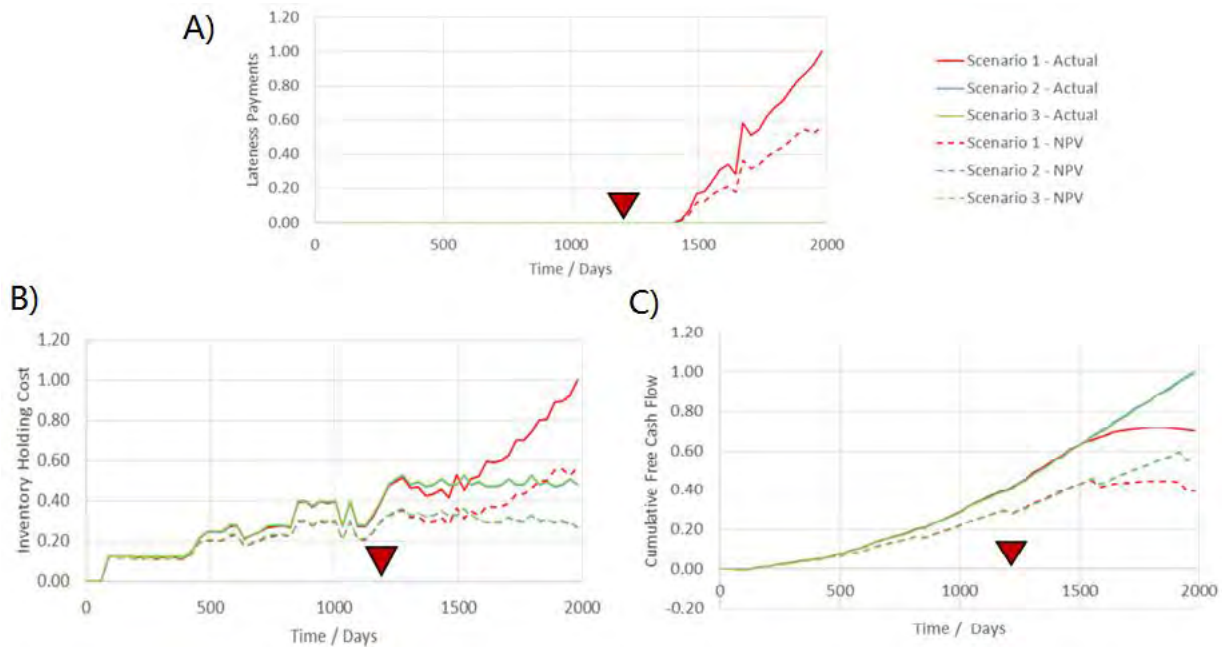 A)
1.20
1.00
0.80
0.60
0.40
0.20
0.00
Lateness Payments
0 500 1000 1500 2000
Time / Days
Scenario 1 - Actual
Scenario 2 - Actual
Scenario 3 - Actual
Scenario 1 - NPV
Scenario 2 - NPV
Scenario 3 - NPV
B)
1.20
1.00
0.80
0.60
0.40
0.20
0.00
Inventory Holding Cost
0 500 1000 1500 2000
Time / Days
C)
1.20
1.00
0.80
0.60
0.40
0.20
0.00
-0.20
Cumulative Free Cash Flow
0 500 1000 1500 2000
Time / Days